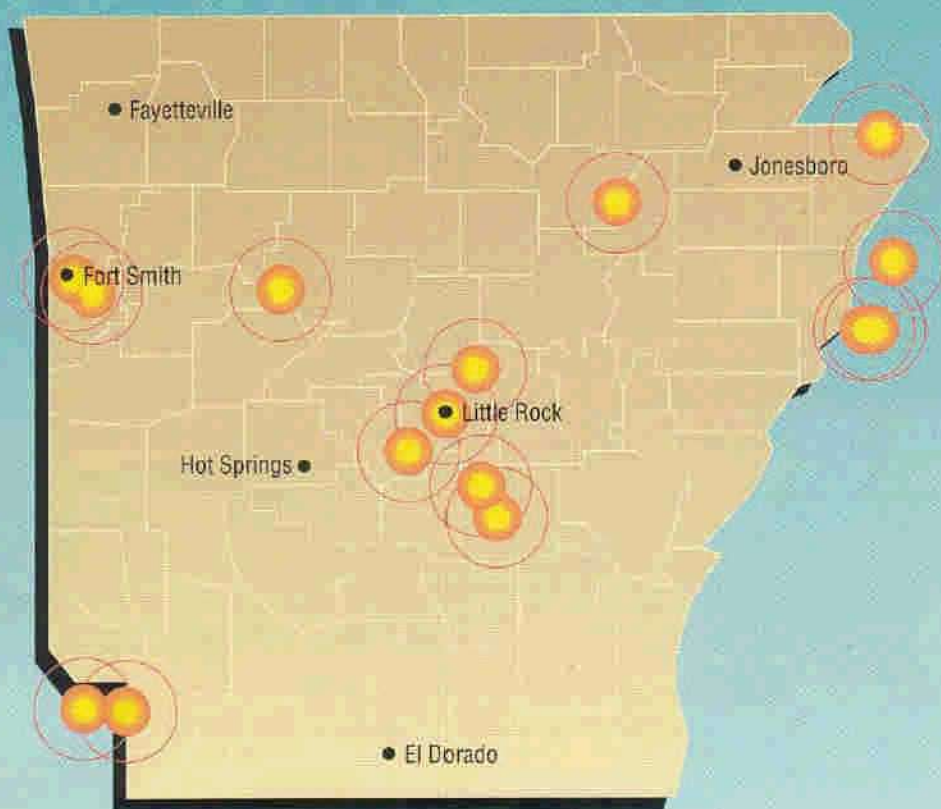 Fayetteville
Jonesboro
Fort Smith
Little Rock
Hot Springs
El Dorado